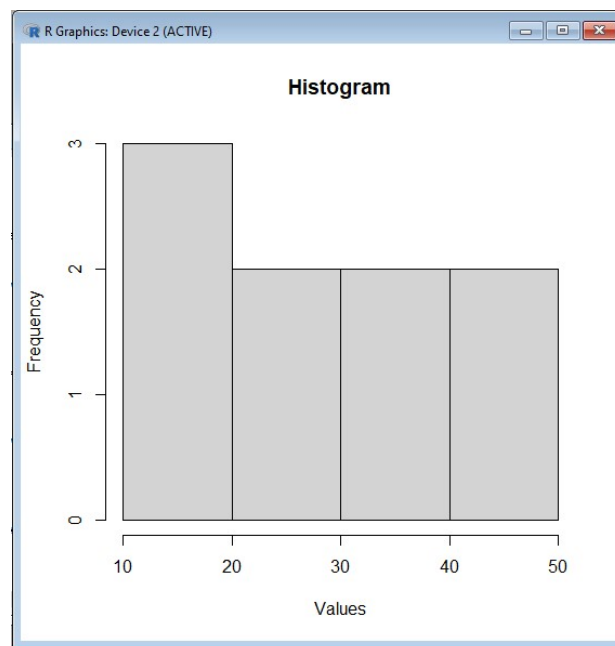 R Graphics: Device 2 (ACTIVE)
Histogram
3
2
1
0
Frequency
10 20 30 40 50
Values